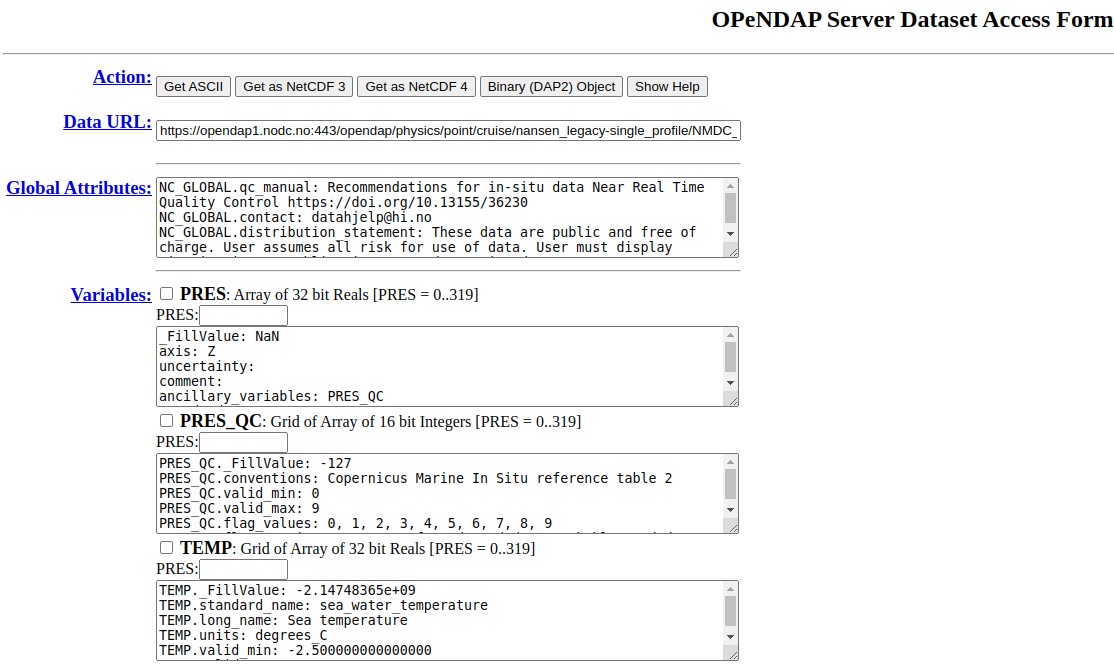 OPeNDAP Server Dataset Access Form
Action: Get ASCII Get as NetCDF 3 Get as NetCDF 4 Binary (DAP2) Object Show Help
Data URL: https://opendap1.nodc.no:443/opendap/physics/point/cruise/nansen_legacy-single_profile/NMDC_
Global Attributes: NC_GLOBAL.qc_manual: Recommendations for in-situ data Near Real Time
Quality Control https://doi.org/10.13155/36230
NC_GLOBAL.contact: datahjelp@hi.no
NC_GLOBAL.distribution_statement: These data are public and free of
charge. User assumes all risk for use of data. User must display
Variables: PRES: Array of 32 bit Reals [PRES = 0..319]
PRES:
_FillValue: NaN
axis: Z
uncertainty:
comment:
ancillary_variables: PRES_QC
PRES_QC: Grid of Array of 16 bit Integers [PRES = 0..319]
PRES:
PRES_QC._FillValue: -127
PRES_QC.conventions: Copernicus Marine In Situ reference table 2
PRES_QC.valid_min: 0
PRES_QC.valid_max: 9
PRES_QC.flag_values: 0, 1, 2, 3, 4, 5, 6, 7, 8, 9
TEMP: Grid of Array of 32 bit Reals [PRES = 0..319]
PRES:
TEMP._FillValue: -2.14748365e+09
TEMP.standard_name: sea_water_temperature
TEMP.long_name: Sea temperature
TEMP.units: degrees_C
TEMP.valid_min: -2.500000000000000